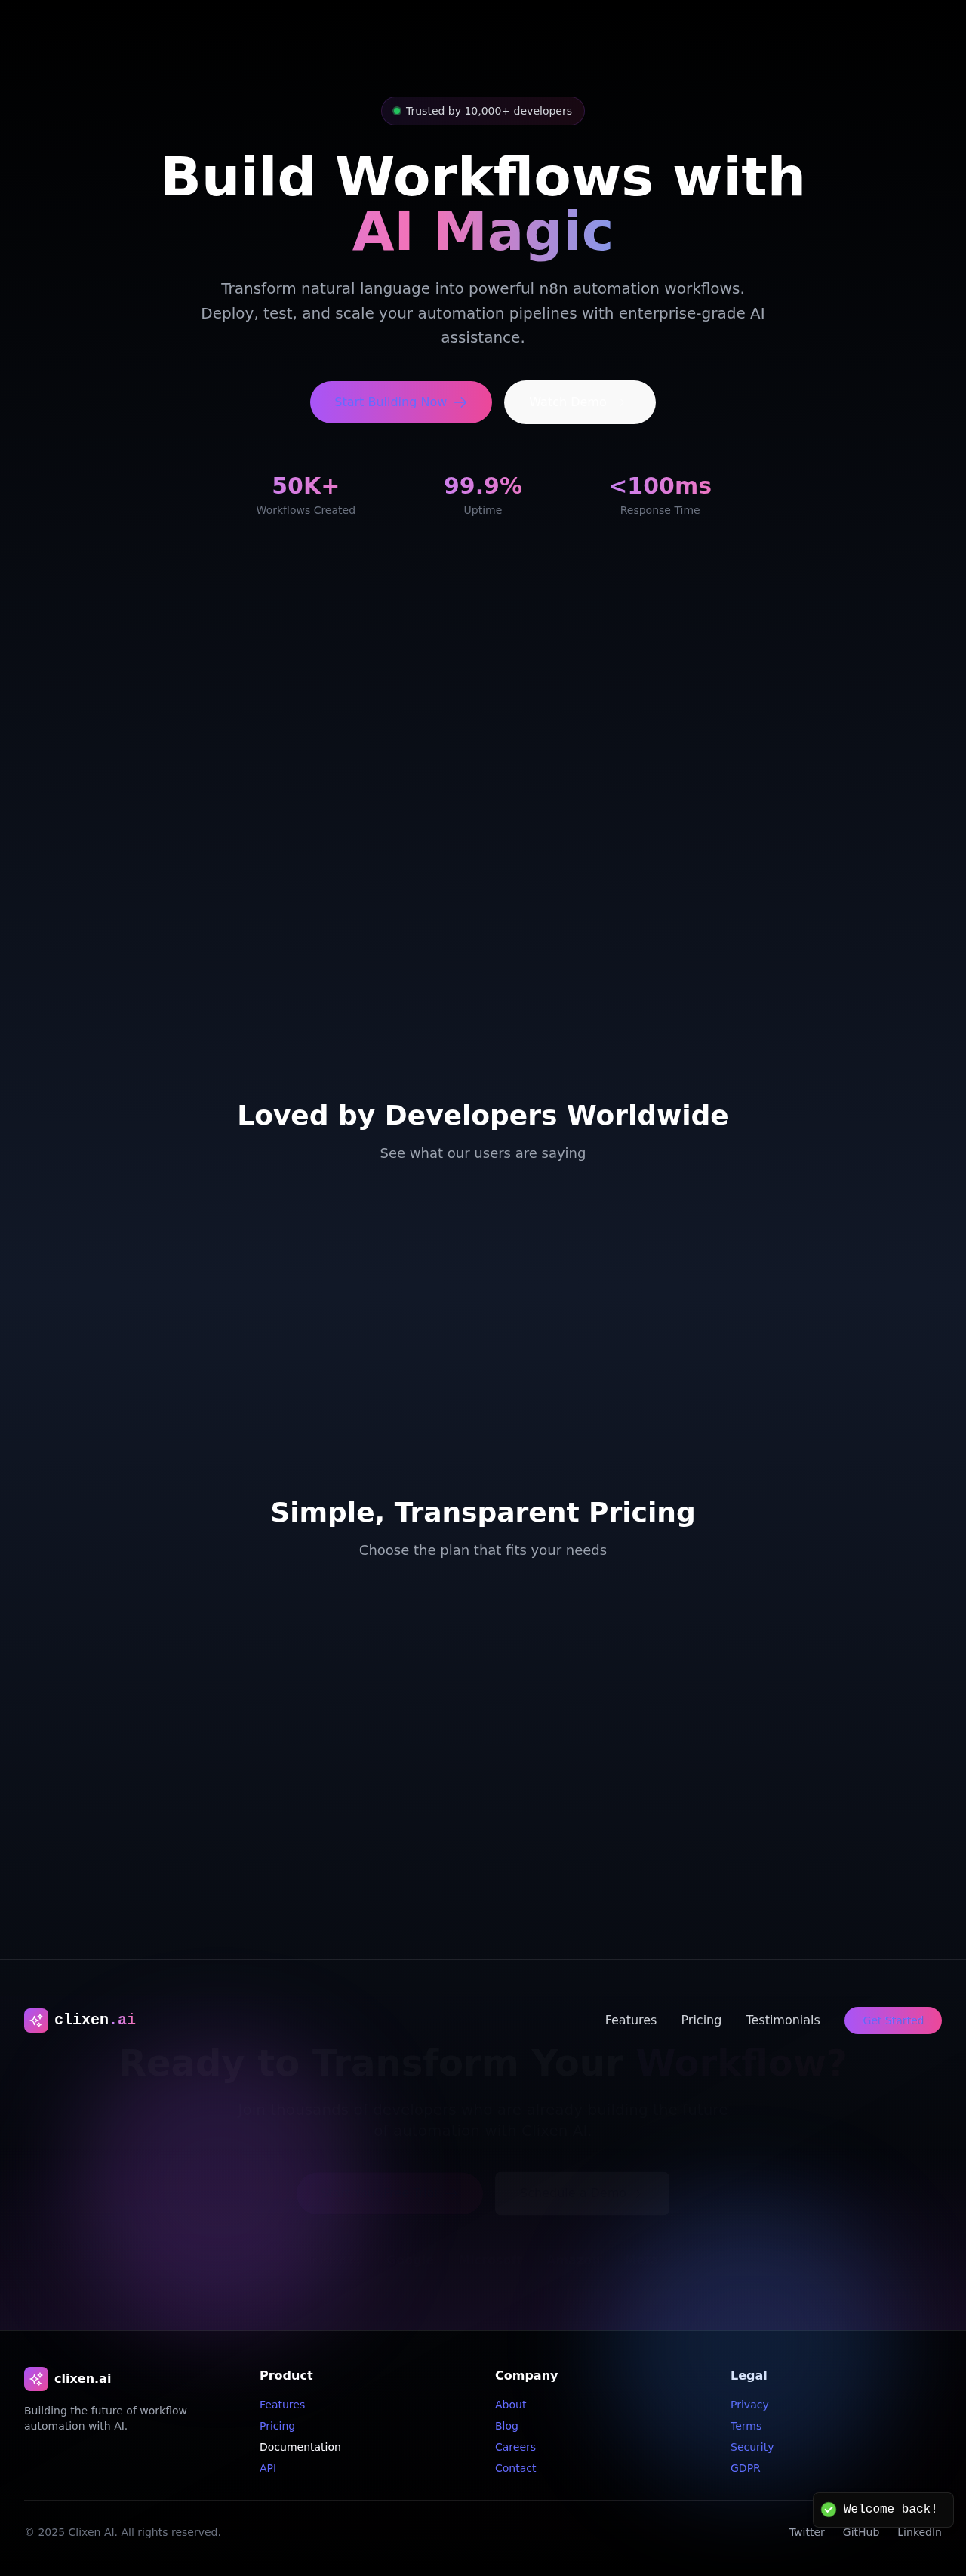 Trusted by 10,000+ developers
Build Workflows with
AI Magic
Transform natural language into powerful n8n automation workflows.
Deploy, test, and scale your automation pipelines with enterprise-grade AI
assistance.
Start Building Now
Watch Demo
50K+
Workflows Created
99.9%
Uptime
<100ms
Response Time
Loved by Developers Worldwide
See what our users are saying
Simple, Transparent Pricing
Choose the plan that fits your needs
clixen.ai
Features
Pricing
Testimonials
Get Started
Ready to Transform Your Workflow?
clixen.ai
Building the future of workflow
automation with AI.
Product
Features
Pricing
Documentation
API
Company
About
Blog
Careers
Contact
Legal
Privacy
Terms
Security
GDPR
Welcome back!
© 2025 Clixen AI. All rights reserved.
Twitter
GitHub
LinkedIn